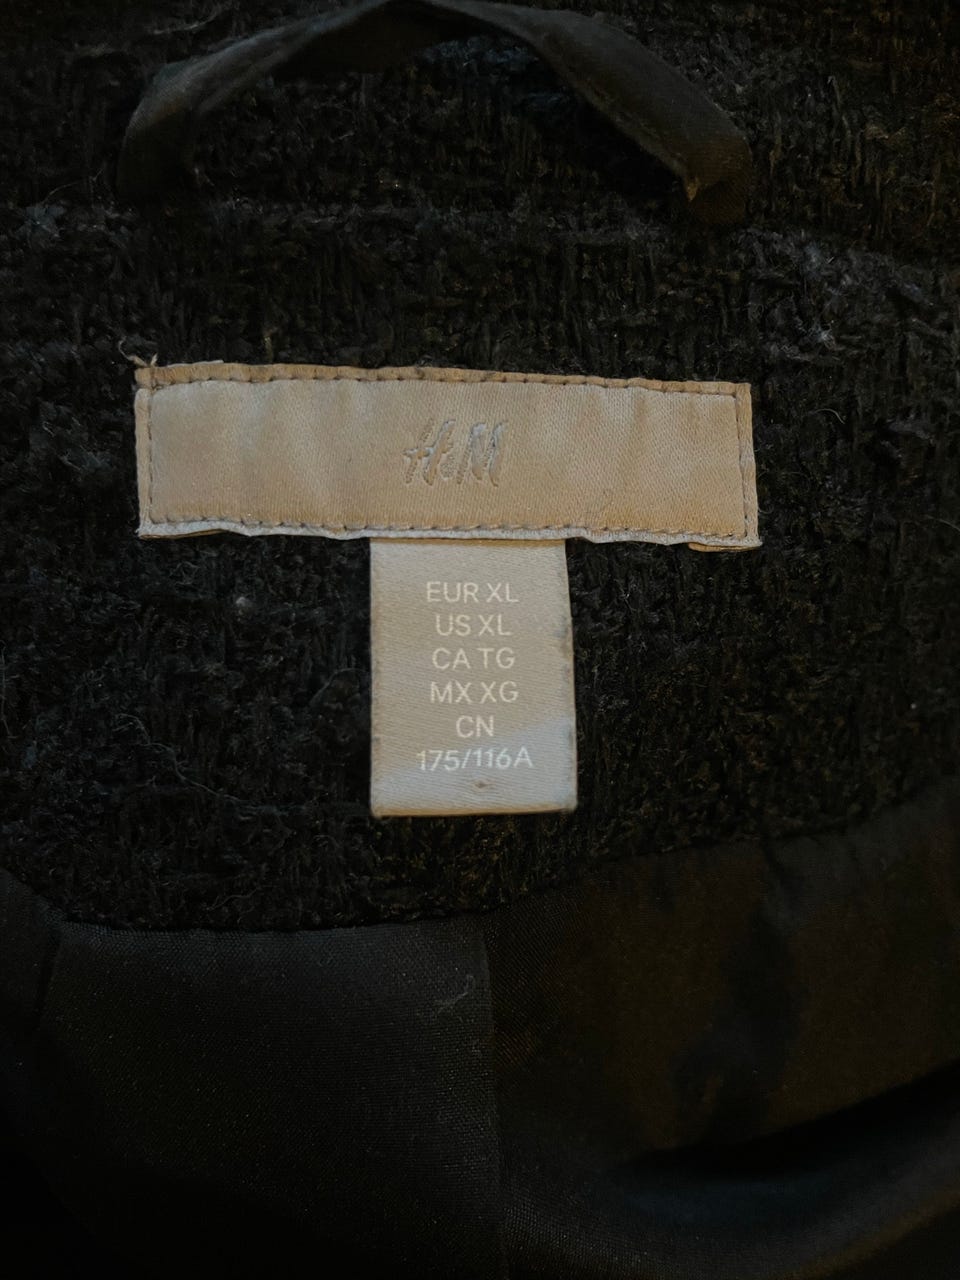 H&M
EUR XL
US XL
CA TG
MX XG
CN
175/116A